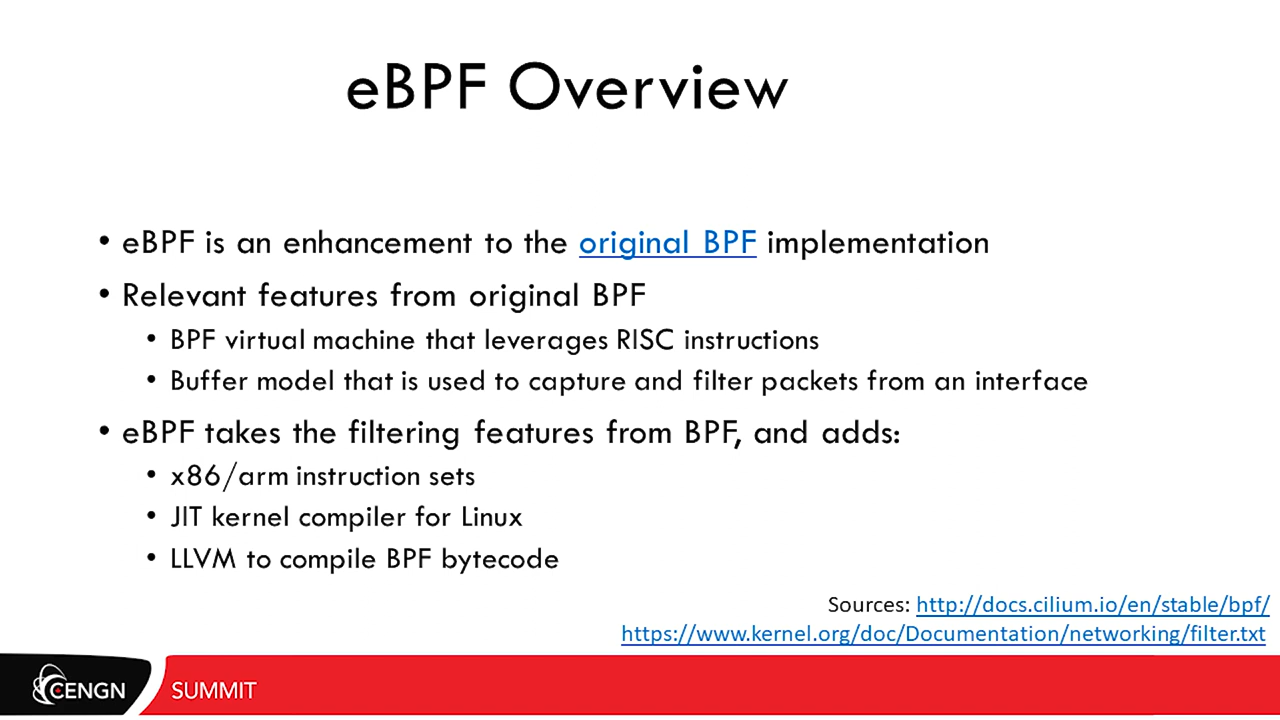 eBPF Overview
• eBPF is an enhancement to the original BPF implementation
• Relevant features from original BPF
• BPF virtual machine that leverages RISC instructions
• Buffer model that is used to capture and filter packets from an interface
• eBPF takes the filtering features from BPF, and adds:
• x86/arm instruction sets
• JIT kernel compiler for Linux
• LLVM to compile BPF bytecode
Sources: http://docs.cilium.io/en/stable/bpf/
https://www.kernel.org/doc/Documentation/networking/filter.txt
CENGN SUMMIT